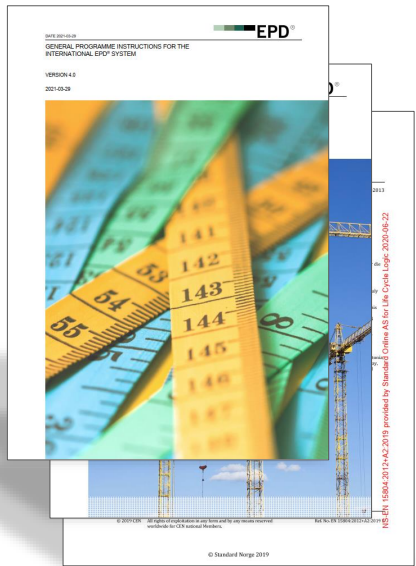 DATE 2021-03-29
EPD®
GENERAL PROGRAMME INSTRUCTIONS FOR THE
INTERNATIONAL EPD® SYSTEM
VERSION 4.0
2021-03-29
141
142
53
143
54
144
55
145
146
®
2013
NS-EN 15804:2012+A2:2019 provided by Standard Online AS for Life Cycle Logic 2020-06-22
© 2019 CEN All rights of exploitation in any form and by any means reserved
worldwide for CEN national Members.
Ref. No. EN 15804:2012+A2:2019
© Standard Norge 2019